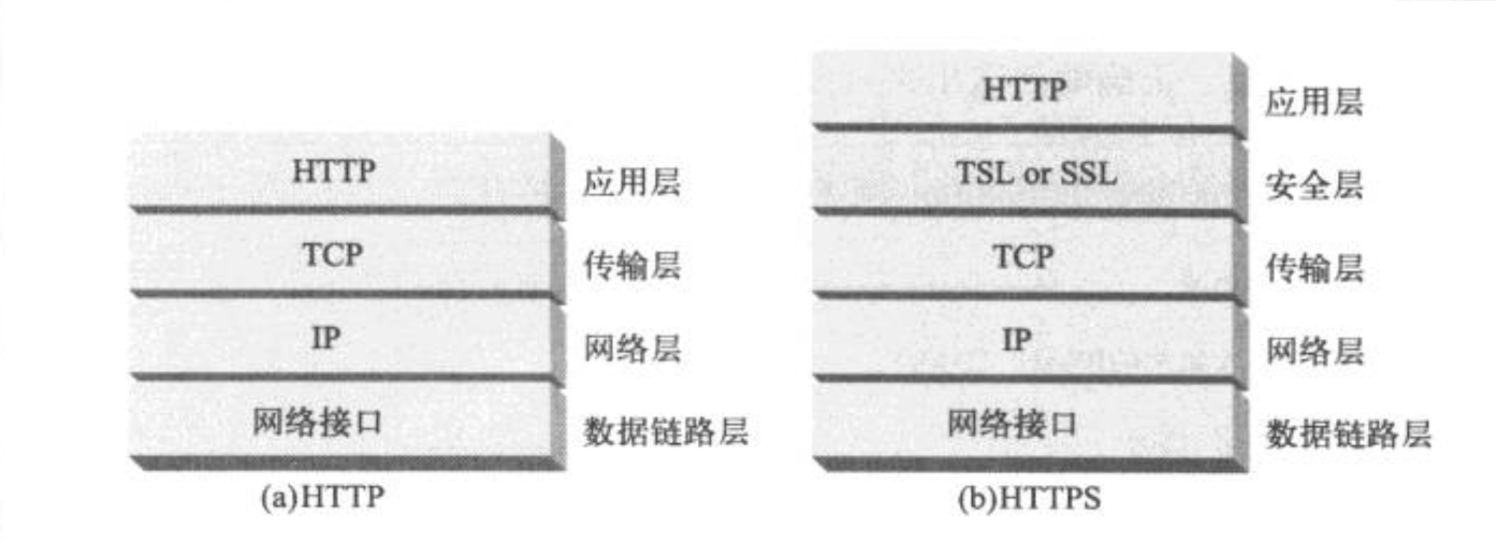 HTTP 应用层
TCP 传输层
IP 网络层
网络接口 数据链路层
(a)HTTP
HTTP 应用层
TSL or SSL 安全层
TCP 传输层
IP 网络层
网络接口 数据链路层
(b)HTTPS